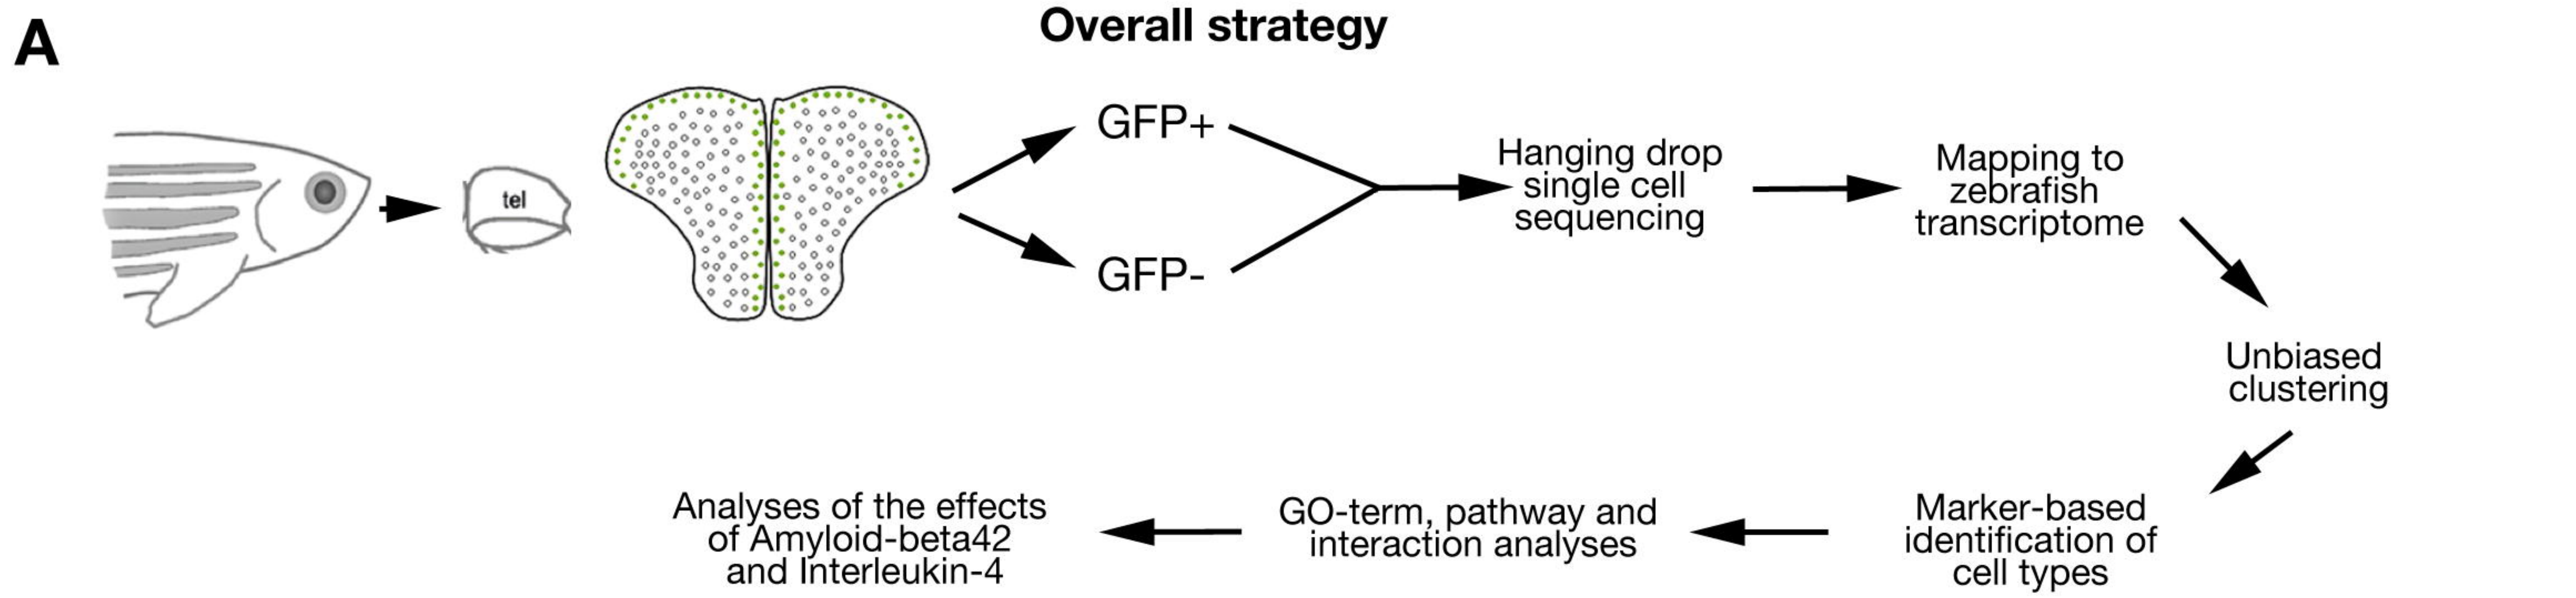 A
Overall strategy
tel
GFP+
GFP-
Hanging drop
single cell
sequencing
Mapping to
zebrafish
transcriptome
Unbiased
clustering
Marker-based
identification of
cell types
GO-term, pathway and
interaction analyses
Analyses of the effects
of Amyloid-beta42
and Interleukin-4